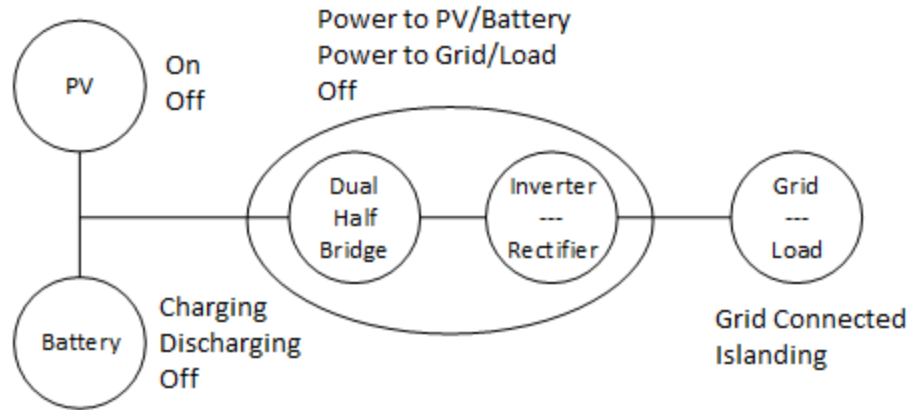 Power to PV/Battery
Power to Grid/Load
Off
PV
On
Off
Dual
Half
Bridge
Inverter
---
Rectifier
Grid
---
Load
Battery
Charging
Discharging
Off
Grid Connected
Islanding